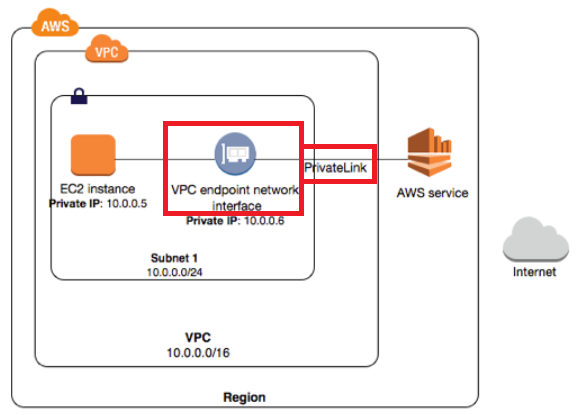 AWS
VPC
EC2 instance
Private IP: 10.0.0.5
VPC endpoint network
interface
Private IP: 10.0.0.6
PrivateLink
AWS service
Internet
Subnet 1
10.0.0.0/24
VPC
10.0.0.0/16
Region